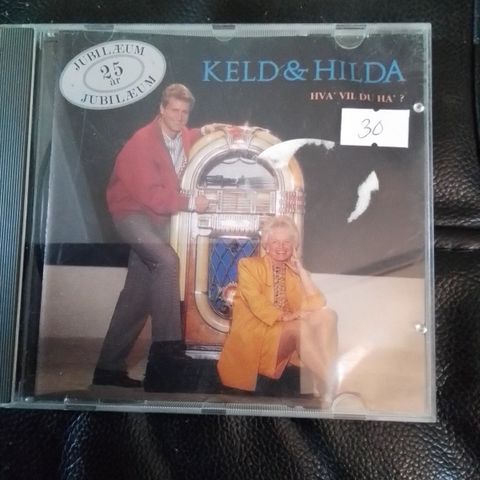 JUBILÆUM
25
år
JUBILÆUM
KELD & HILDA
HVA' VIL DU HA' ?
30